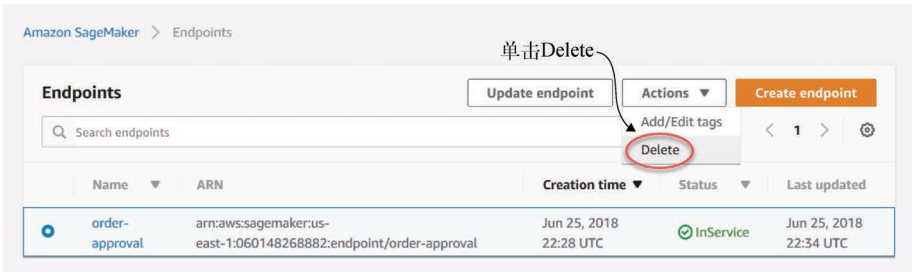 Amazon SageMaker > Endpoints
单击Delete
Endpoints
Update endpoint
Actions ▼
Create endpoint
Search endpoints
Add/Edit tags
< 1 >
Delete
Name ▼ ARN Creation time ▼ Status ▼ Last updated
order-
approval
arn:aws:sagemaker:us-
east-1:060148268882:endpoint/order-approval
Jun 25, 2018
22:28 UTC
InService
Jun 25, 2018
22:34 UTC